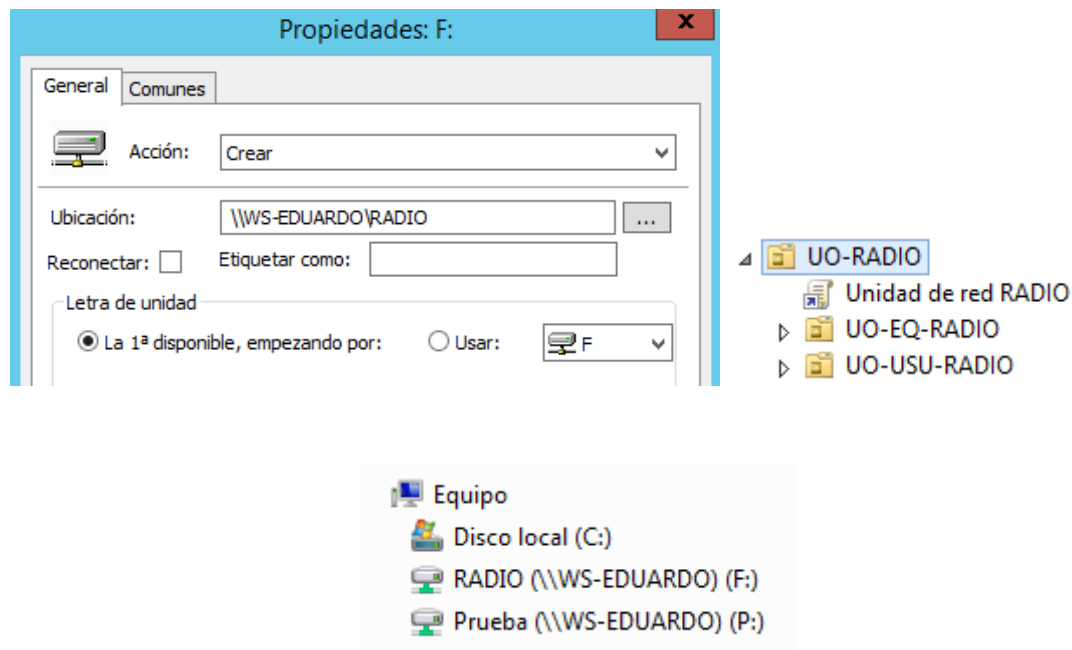 Propiedades: F:
x
General Comunes
Acción: Crear
Ubicación: \\WS-EDUARDO\RADIO ...
Reconectar: Etiquetar como:
Letra de unidad
La 1ª disponible, empezando por: Usar: F
UO-RADIO
Unidad de red RADIO
UO-EQ-RADIO
UO-USU-RADIO
Equipo
Disco local (C:)
RADIO (\\WS-EDUARDO) (F:)
Prueba (\\WS-EDUARDO) (P:)